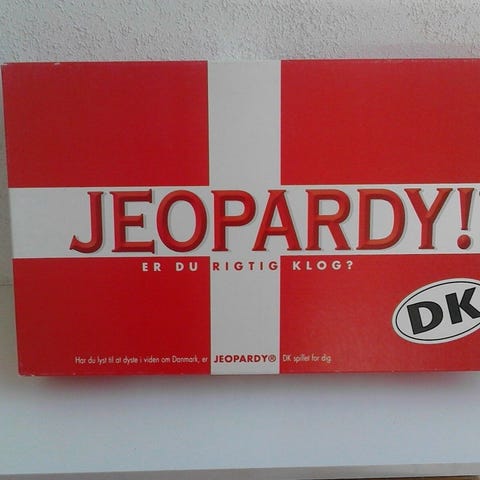 JEOPARDY!
ER DU RIGTIG KLOG?
DK
Har du lyst til at dyste i viden om Danmark, er JEOPARDY® DK spillet for dig.